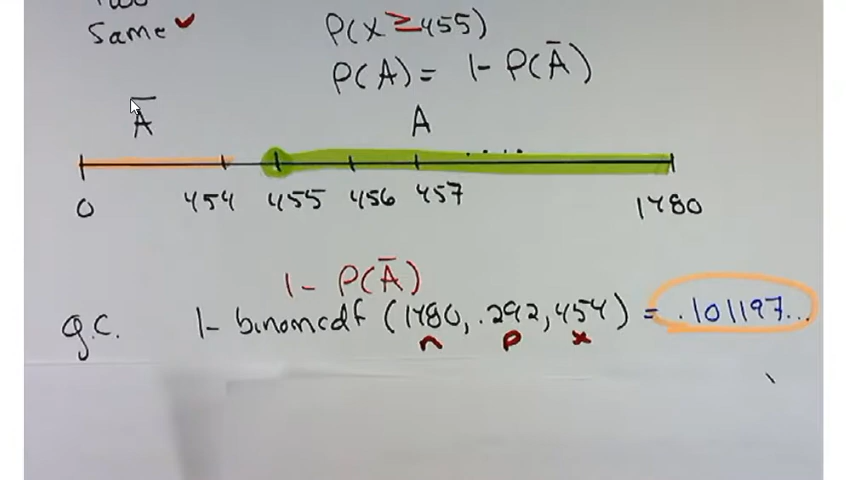 Same ✓
P(x ≥ 455)
P(A) = 1 - P(Ā)
Ā A
....
0 454 455 456 457 1480
1 - P(Ā)
g.c. 1 - binomcdf (1480, .292, 454) = .101197...
n p x